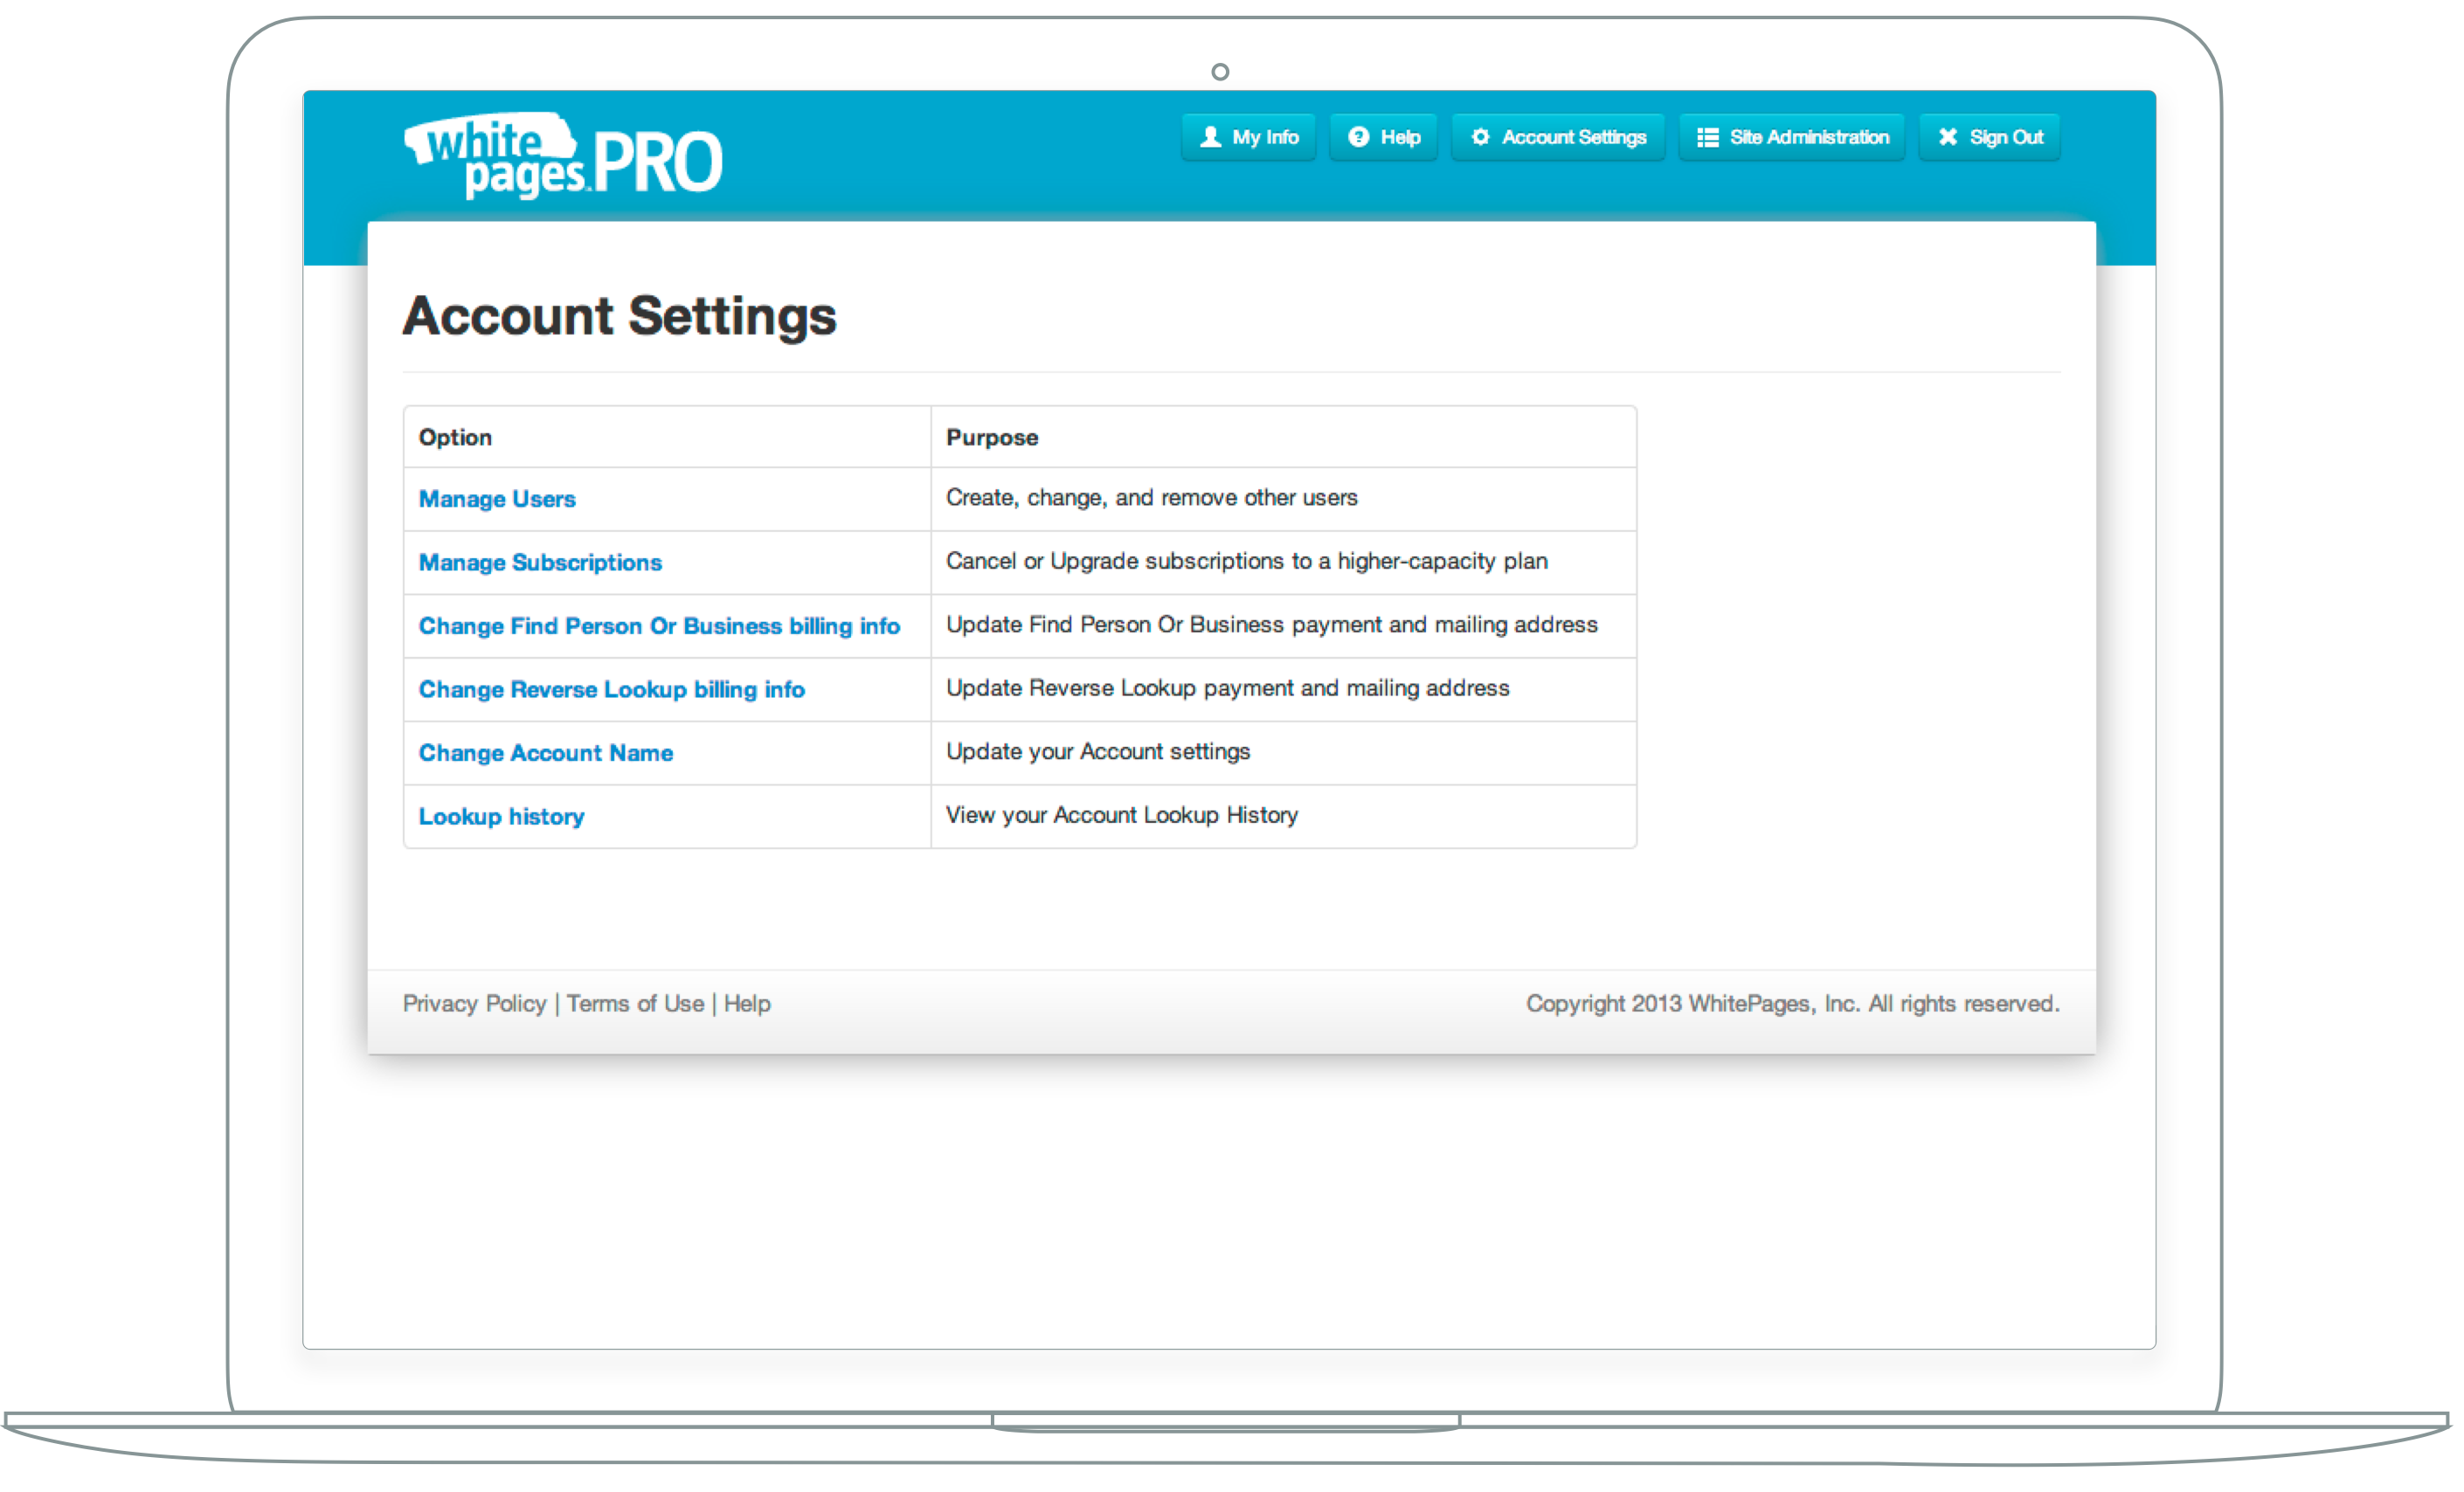 white
pages PRO
My Info
Help
Account Settings
Site Administration
Sign Out
Account Settings
Option
Purpose
Manage Users
Create, change, and remove other users
Manage Subscriptions
Cancel or Upgrade subscriptions to a higher-capacity plan
Change Find Person Or Business billing info
Update Find Person Or Business payment and mailing address
Change Reverse Lookup billing info
Update Reverse Lookup payment and mailing address
Change Account Name
Update your Account settings
Lookup history
View your Account Lookup History
Privacy Policy | Terms of Use | Help
Copyright 2013 WhitePages, Inc. All rights reserved.